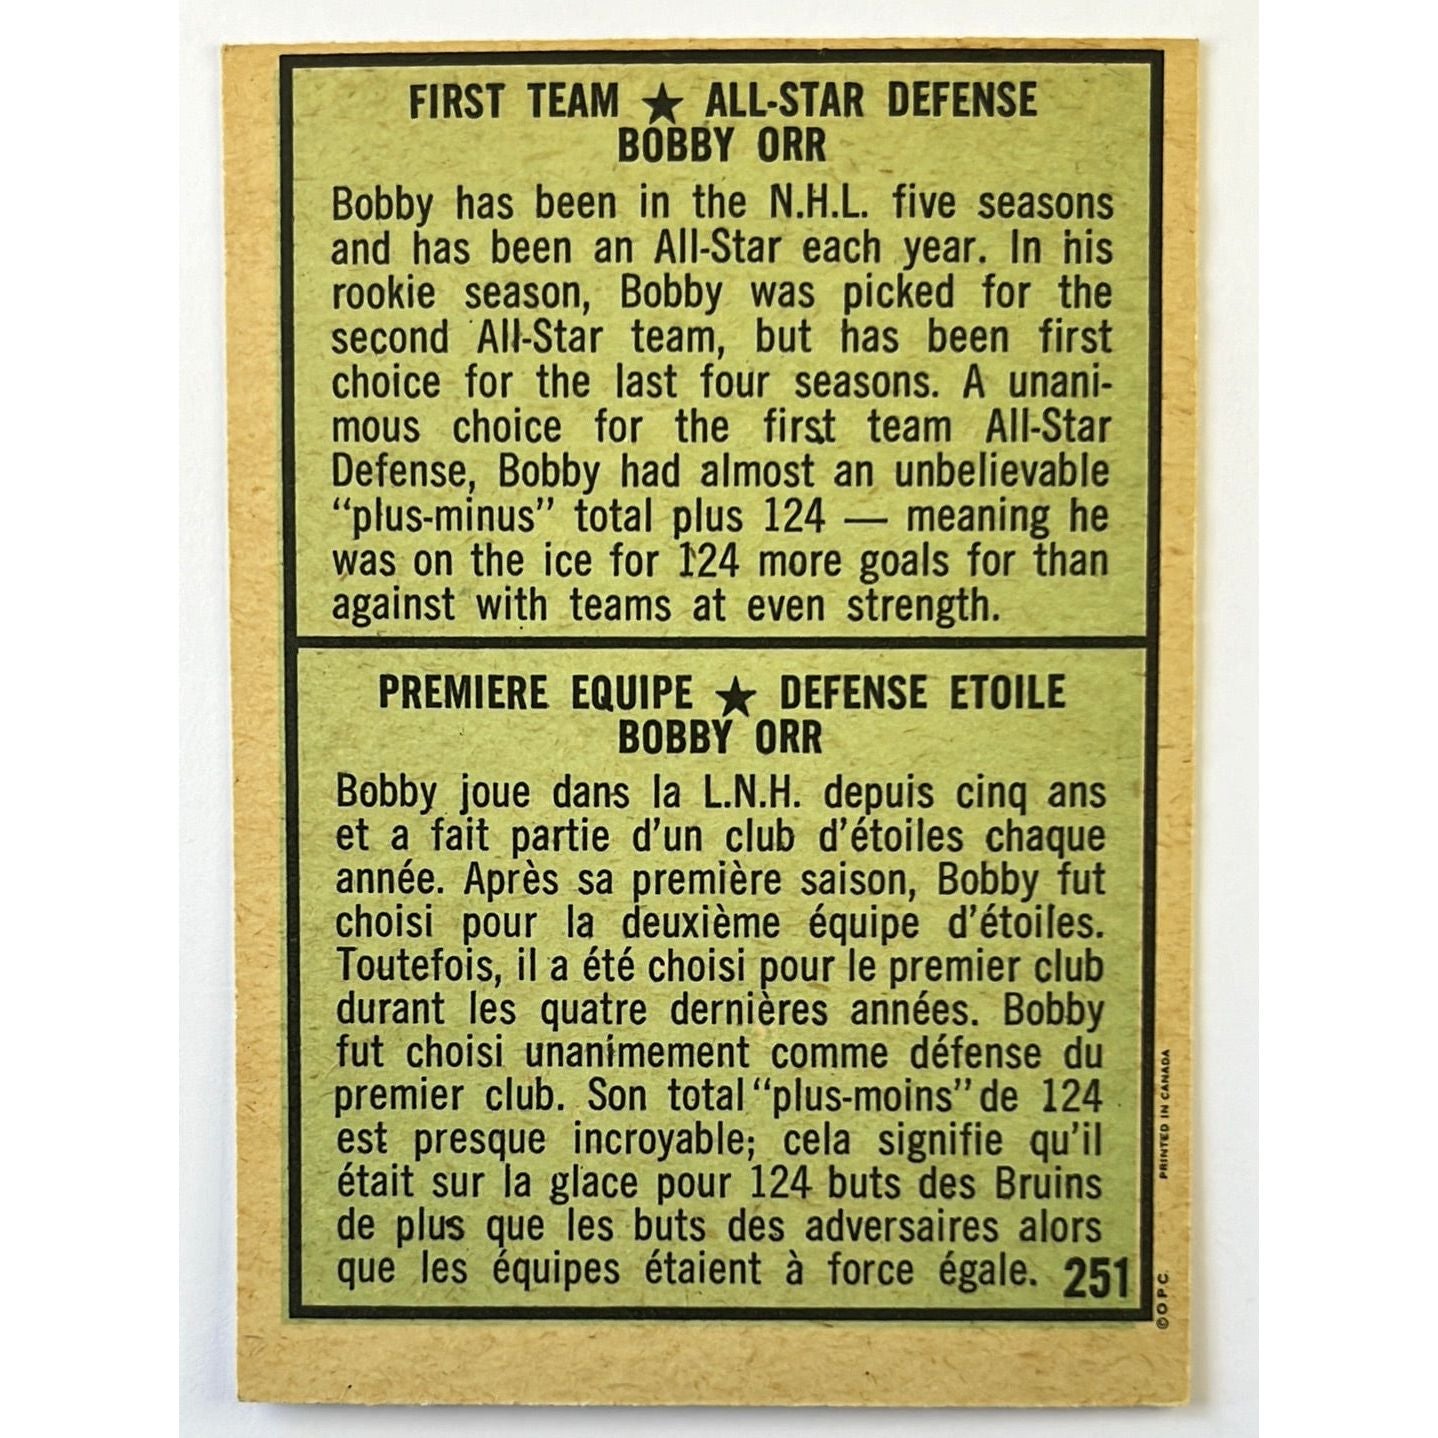 FIRST TEAM ★ ALL-STAR DEFENSE
BOBBY ORR
Bobby has been in the N.H.L. five seasons
and has been an All-Star each year. In his
rookie season, Bobby was picked for the
second All-Star team, but has been first
choice for the last four seasons. A unani-
mous choice for the first team All-Star
Defense, Bobby had almost an unbelievable
“plus-minus” total plus 124 — meaning he
was on the ice for 124 more goals for than
against with teams at even strength.
PREMIERE EQUIPE ★ DEFENSE ETOILE
BOBBY ORR
Bobby joue dans la L.N.H. depuis cinq ans
et a fait partie d’un club d’étoiles chaque
année. Après sa première saison, Bobby fut
choisi pour la deuxième équipe d’étoiles.
Toutefois, il a été choisi pour le premier club
durant les quatre dernières années. Bobby
fut choisi unanimement comme défense du
premier club. Son total “plus-moins” de 124
est presque incroyable; cela signifie qu’il
était sur la glace pour 124 buts des Bruins
de plus que les buts des adversaires alors
que les équipes étaient à force égale. 251
© O.P.C. PRINTED IN CANADA